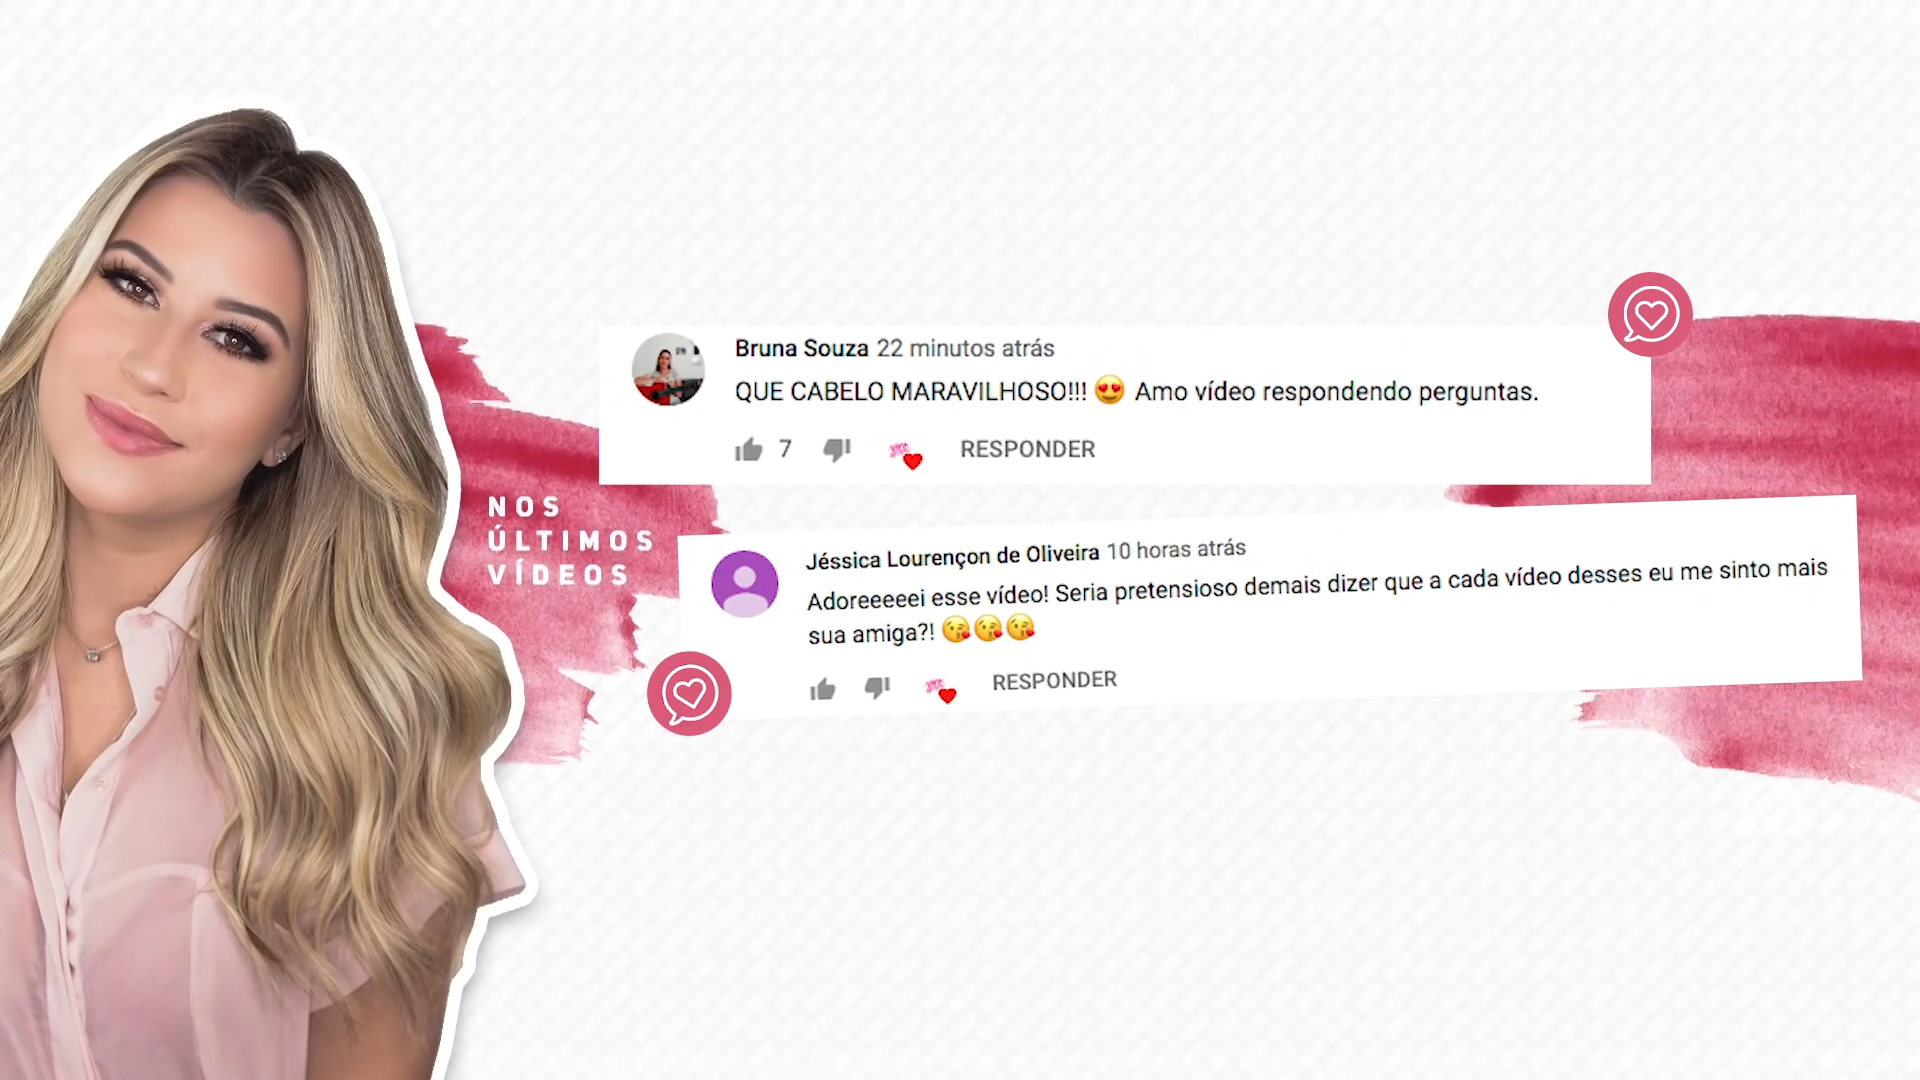 NOS
ÚLTIMOS
VÍDEOS
Bruna Souza 22 minutos atrás
QUE CABELO MARAVILHOSO!!! 😍 Amo vídeo respondendo perguntas.
7 RESPONDER
Jéssica Lourençon de Oliveira 10 horas atrás
Adoreeeeei esse vídeo! Seria pretensioso demais dizer que a cada vídeo desses eu me sinto mais
sua amiga?! 😘😘😘
RESPONDER